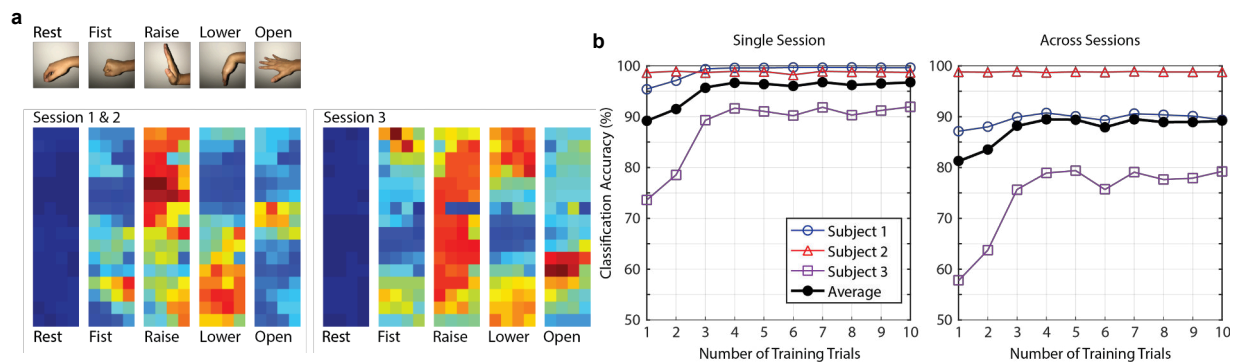 a
Rest Fist Raise Lower Open
Session 1 & 2
Rest Fist Raise Lower Open
Session 3
Rest Fist Raise Lower Open
b
Single Session
Classification Accuracy (%)
100
90
80
70
60
50
1 2 3 4 5 6 7 8 9 10
Number of Training Trials
Subject 1
Subject 2
Subject 3
Average
Across Sessions
100
90
80
70
60
50
1 2 3 4 5 6 7 8 9 10
Number of Training Trials